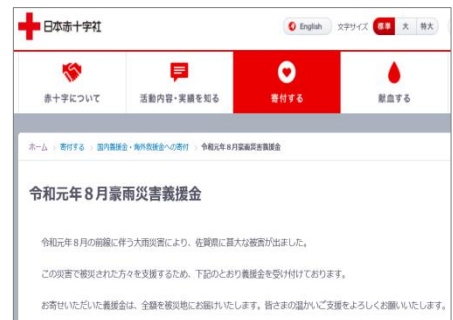 日本赤十字社
English 文字サイズ 標準 大 特大
赤十字について 活動内容・実績を知る 寄付する 献血する
ホーム 寄付する 国内義援金・海外救援金への寄付 令和元年8月豪雨災害義援金
令和元年８月豪雨災害義援金
令和元年８月の前線に伴う大雨災害により、佐賀県に甚大な被害が出ました。
この災害で被災された方々を支援するため、下記のとおり義援金を受け付けております。
お寄せいただいた義援金は、全額を被災地にお届けいたします。皆さまの温かいご支援をよろしくお願いいたします。